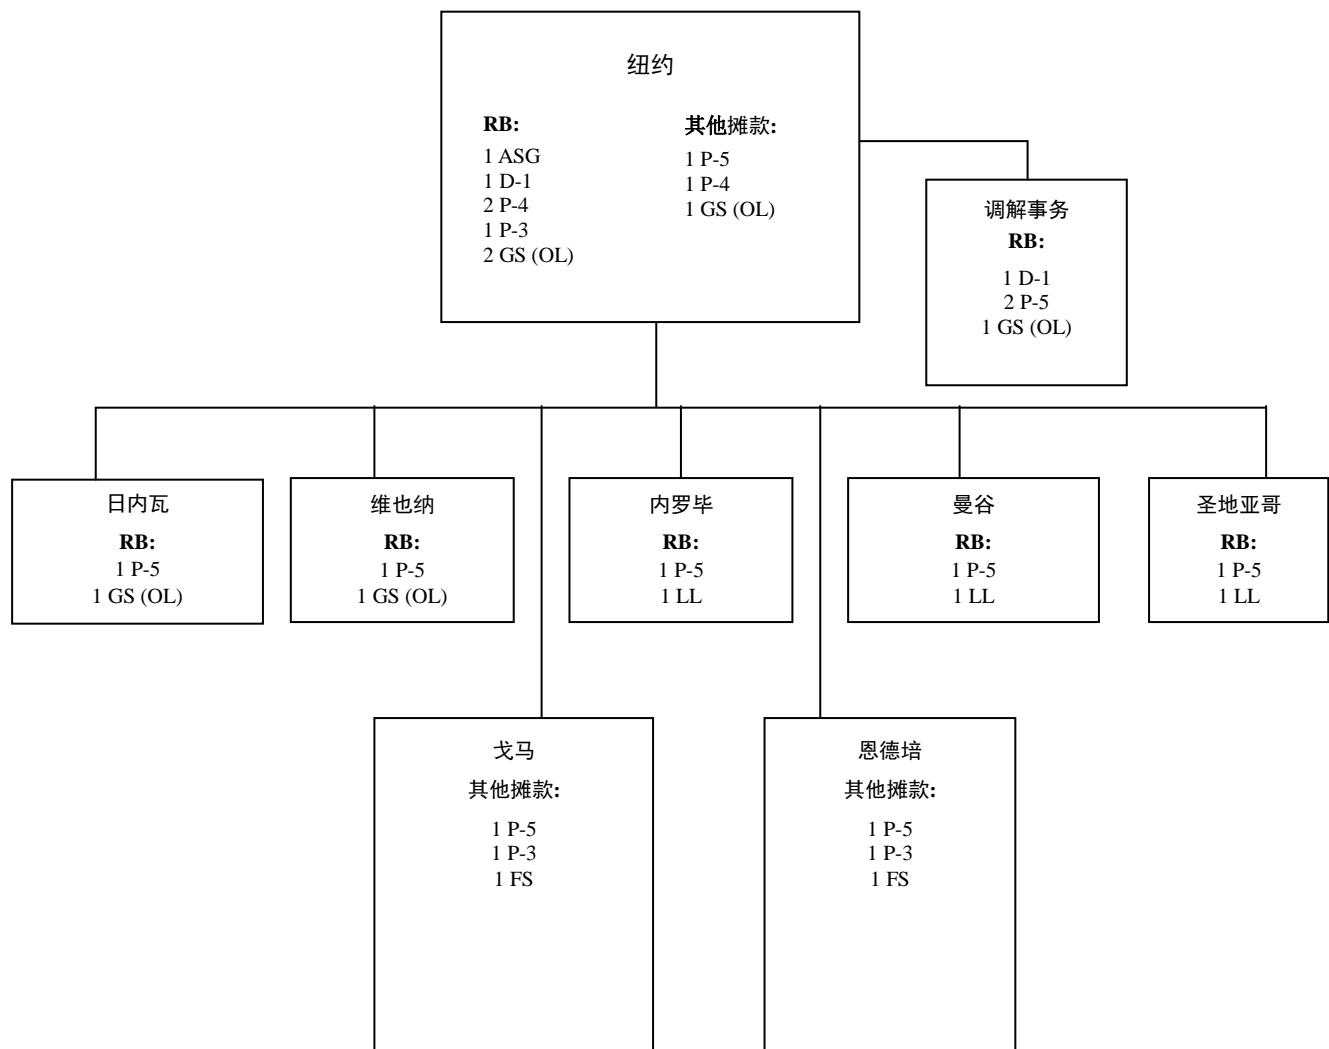 纽约
RB:
1 ASG
1 D-1
2 P-4
1 P-3
2 GS (OL)
其他摊款:
1 P-5
1 P-4
1 GS (OL)
调解事务
RB:
1 D-1
2 P-5
1 GS (OL)
日内瓦
RB:
1 P-5
1 GS (OL)
维也纳
RB:
1 P-5
1 GS (OL)
内罗毕
RB:
1 P-5
1 LL
曼谷
RB:
1 P-5
1 LL
圣地亚哥
RB:
1 P-5
1 LL
戈马
其他摊款:
1 P-5
1 P-3
1 FS
恩德培
其他摊款:
1 P-5
1 P-3
1 FS